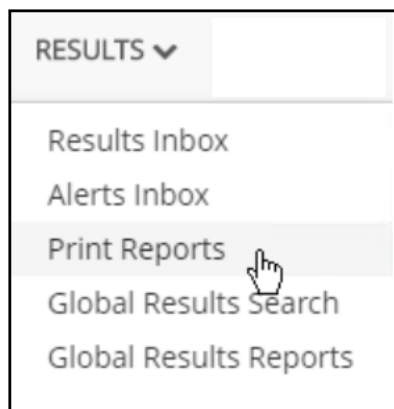 RESULTS
Results Inbox
Alerts Inbox
Print Reports
Global Results Search
Global Results Reports